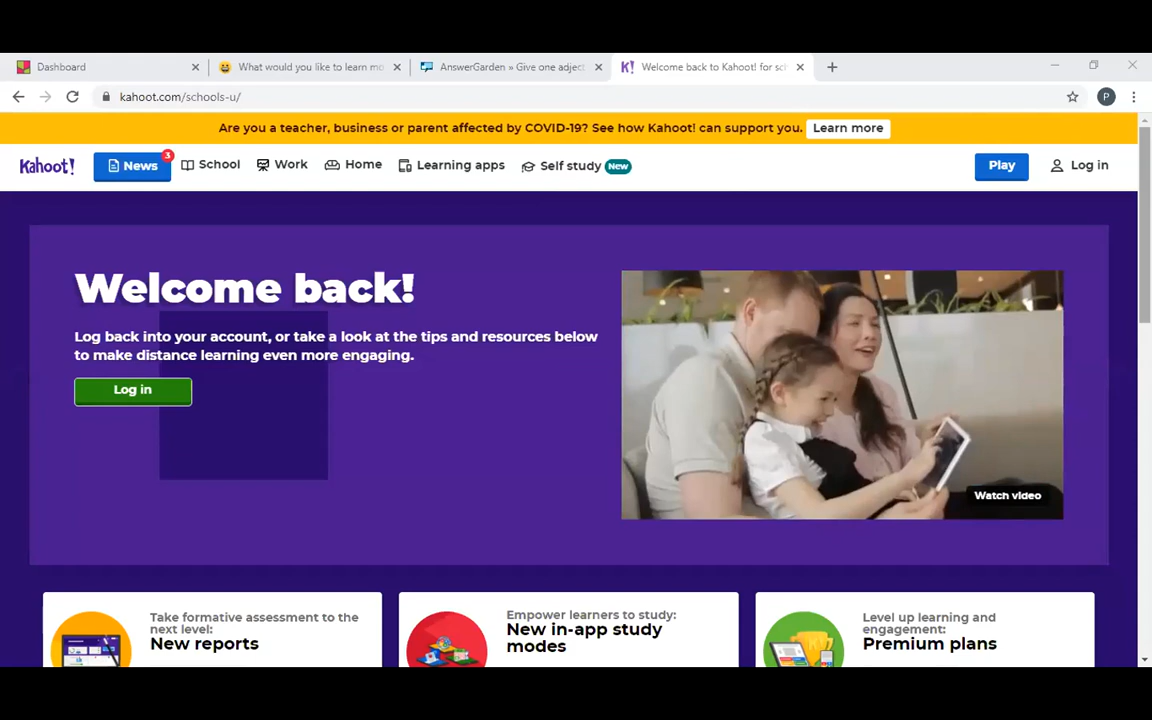 Dashboard
What would you like to learn mo
AnswerGarden » Give one adject
Welcome back to Kahoot! for sch
kahoot.com/schools-u/
P
Are you a teacher, business or parent affected by COVID-19? See how Kahoot! can support you.
Learn more
Kahoot!
News
3
School
Work
Home
Learning apps
Self study
New
Play
Log in
Welcome back!
Log back into your account, or take a look at the tips and resources below
to make distance learning even more engaging.
Log in
Watch video
Take formative assessment to the
next level:
New reports
Empower learners to study:
New in-app study
modes
Level up learning and
engagement:
Premium plans